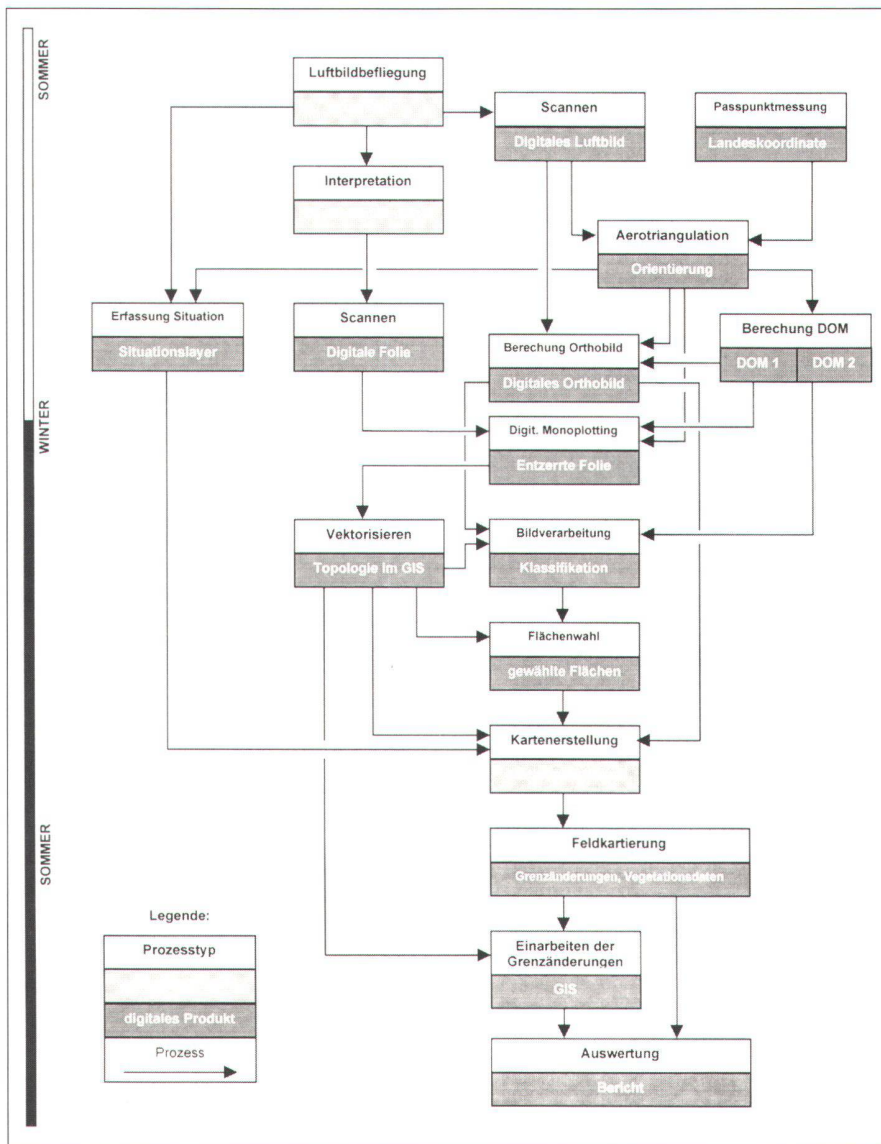 SOMMER
Luftbildbefliegung
Scannen
Digitales Luftbild
Passpunktmessung
Landeskoordinate
Interpretation
Aerotriangulation
Orientierung
Erfassung Situation
Situationslayer
Scannen
Digitale Folie
Berechung Orthobild
Digitales Orthobild
Berechung DOM
DOM 1
DOM 2
WINTER
Digit. Monoplotting
Entzerrte Folie
Vektorisieren
Topologie im GIS
Bildverarbeitung
Klassifikation
Flächenwahl
gewählte Flächen
Kartenerstellung
SOMMER
Feldkartierung
Grenzänderungen, Vegetationsdaten
Einarbeiten der
Grenzänderungen
GIS
Auswertung
Bericht
Legende:
Prozesstyp
digitales Produkt
Prozess